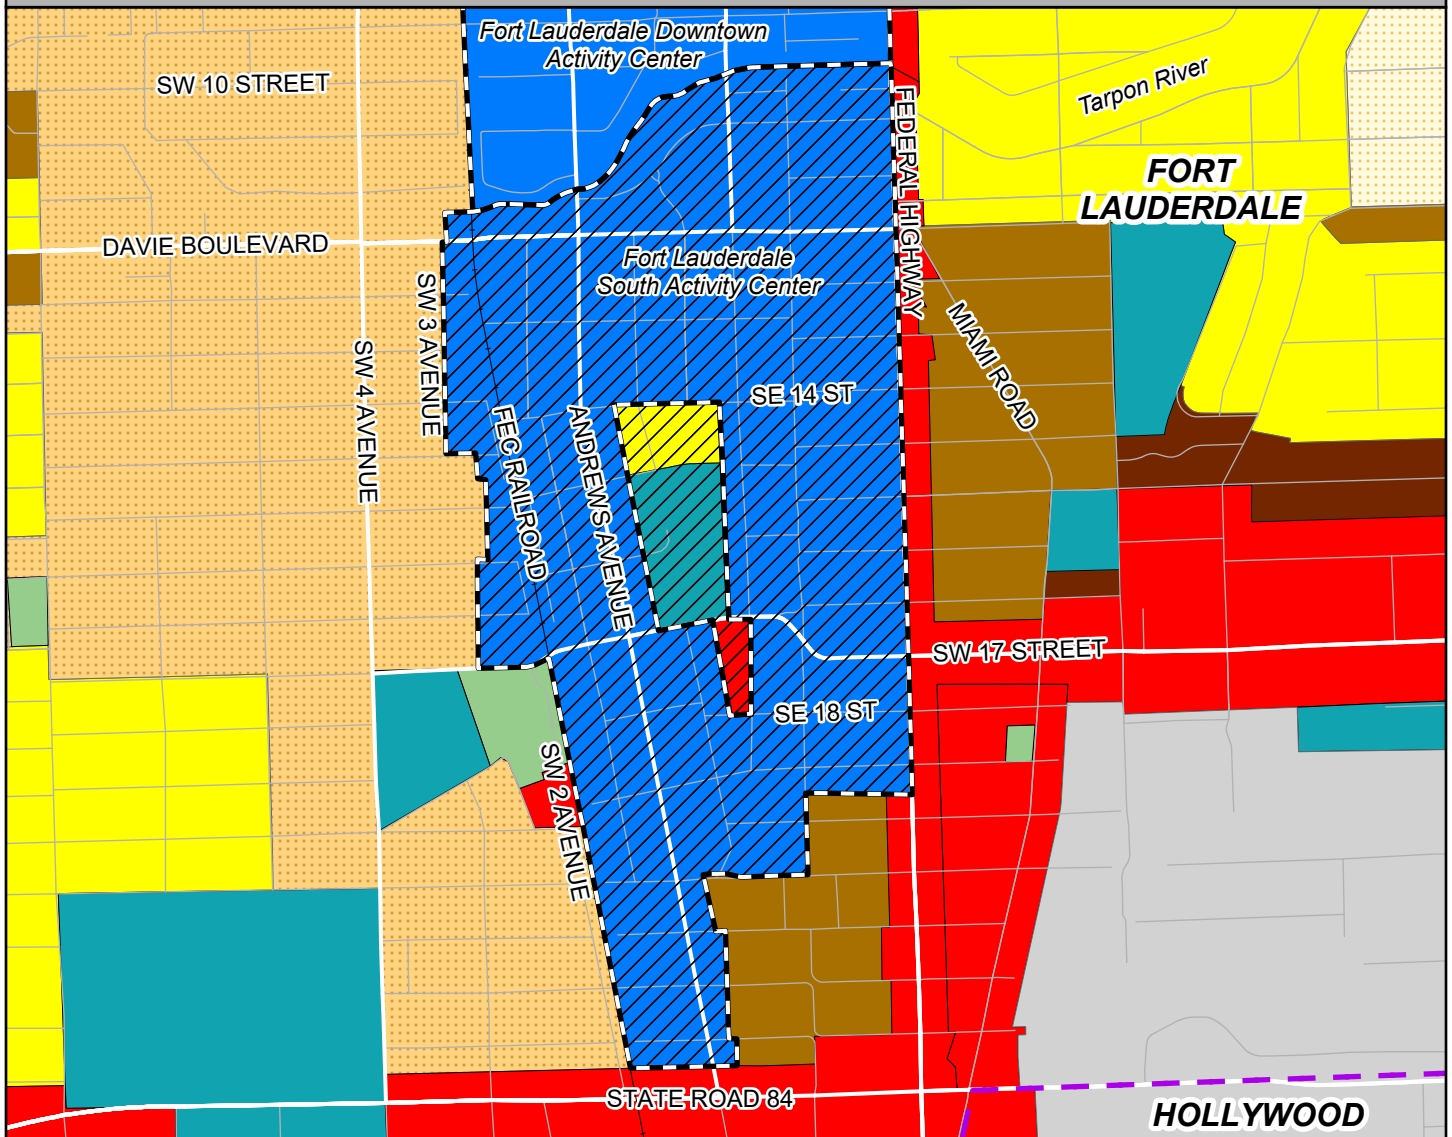 Fort Lauderdale Downtown
Activity Center
SW 10 STREET
Tarpon River
FEDERAL HIGHWAY
FORT
LAUDERDALE
DAVIE BOULEVARD
Fort Lauderdale
South Activity Center
SW 3 AVENUE
SW 4 AVENUE
MIAMI ROAD
SE 14 ST
FEC RAILROAD
ANDREWS AVENUE
SW 17 STREET
SE 18 ST
SW 2 AVENUE
STATE ROAD 84
HOLLYWOOD